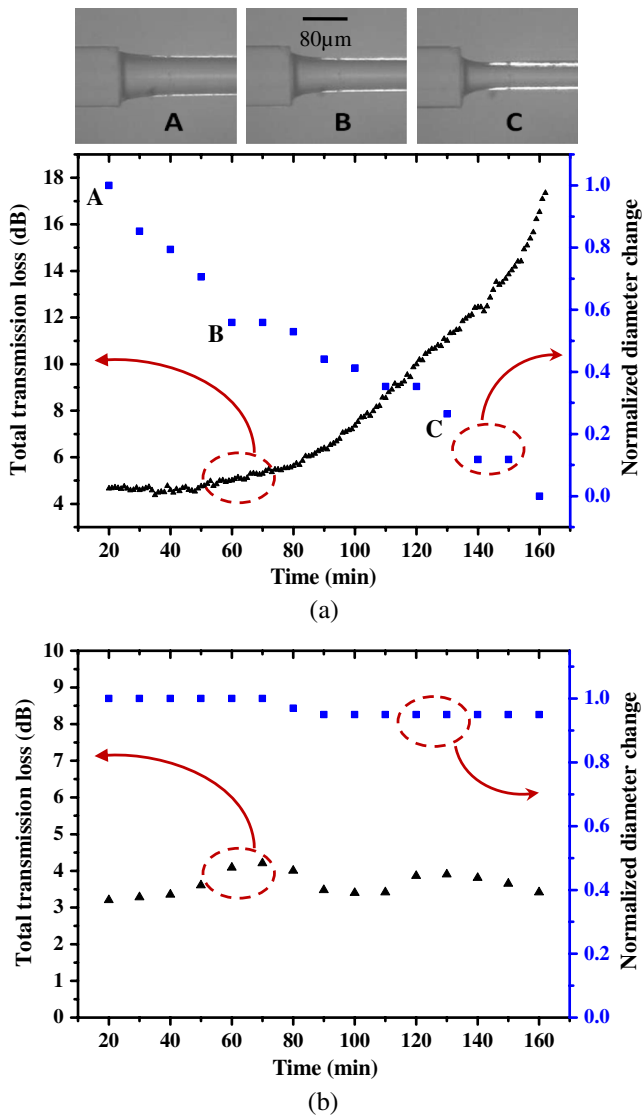 80µm
A
B
C
18
16
14
12
10
8
6
4
Total transmission loss (dB)
1.0
0.8
0.6
0.4
0.2
0.0
Normalized diameter change
A
B
C
20 40 60 80 100 120 140 160
Time (min)
(a)
10
9
8
7
6
5
4
3
2
1
0
Total transmission loss (dB)
1.0
0.8
0.6
0.4
0.2
0.0
Normalized diameter change
20 40 60 80 100 120 140 160
Time (min)
(b)